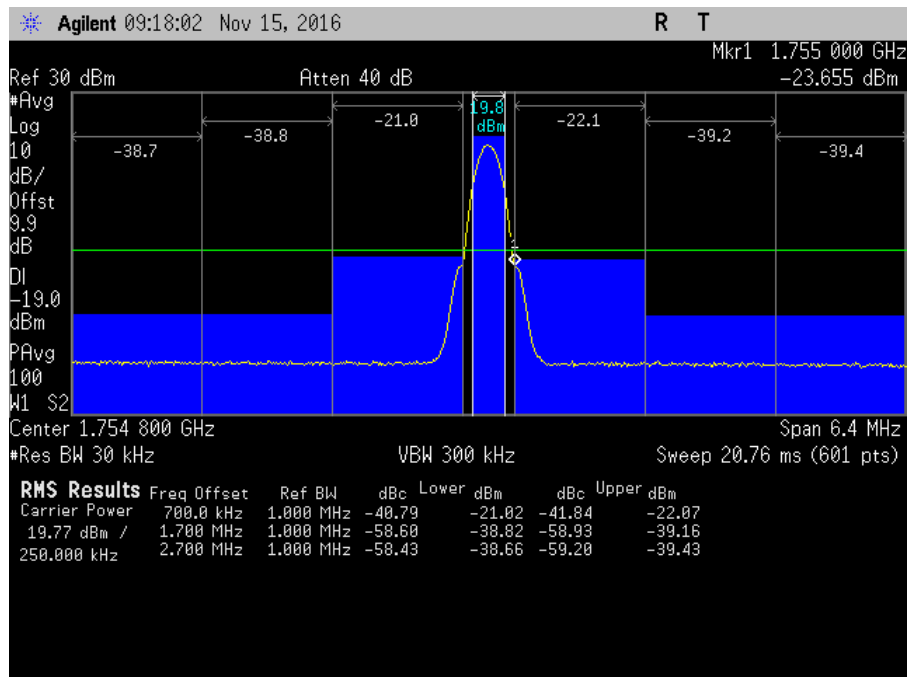 Agilent 09:18:02 Nov 15, 2016 R T
Mkr1 1.755 000 GHz
Ref 30 dBm Atten 40 dB -23.655 dBm
#Avg
Log
10
dB/
Offst
9.9
dB
DI
-19.0
dBm
PAvg
100
W1 S2
-38.7
-38.8
-21.0
19.8
dBm
-22.1
-39.2
-39.4
Center 1.754 800 GHz Span 6.4 MHz
#Res BW 30 kHz VBW 300 kHz Sweep 20.76 ms (601 pts)
RMS Results Freq Offset Ref BW dBc Lower dBm dBc Upper dBm
Carrier Power 700.0 kHz 1.000 MHz -40.79 -21.02 -41.84 -22.07
19.77 dBm / 1.700 MHz 1.000 MHz -58.60 -38.82 -58.93 -39.16
250.000 kHz 2.700 MHz 1.000 MHz -58.43 -38.66 -59.20 -39.43